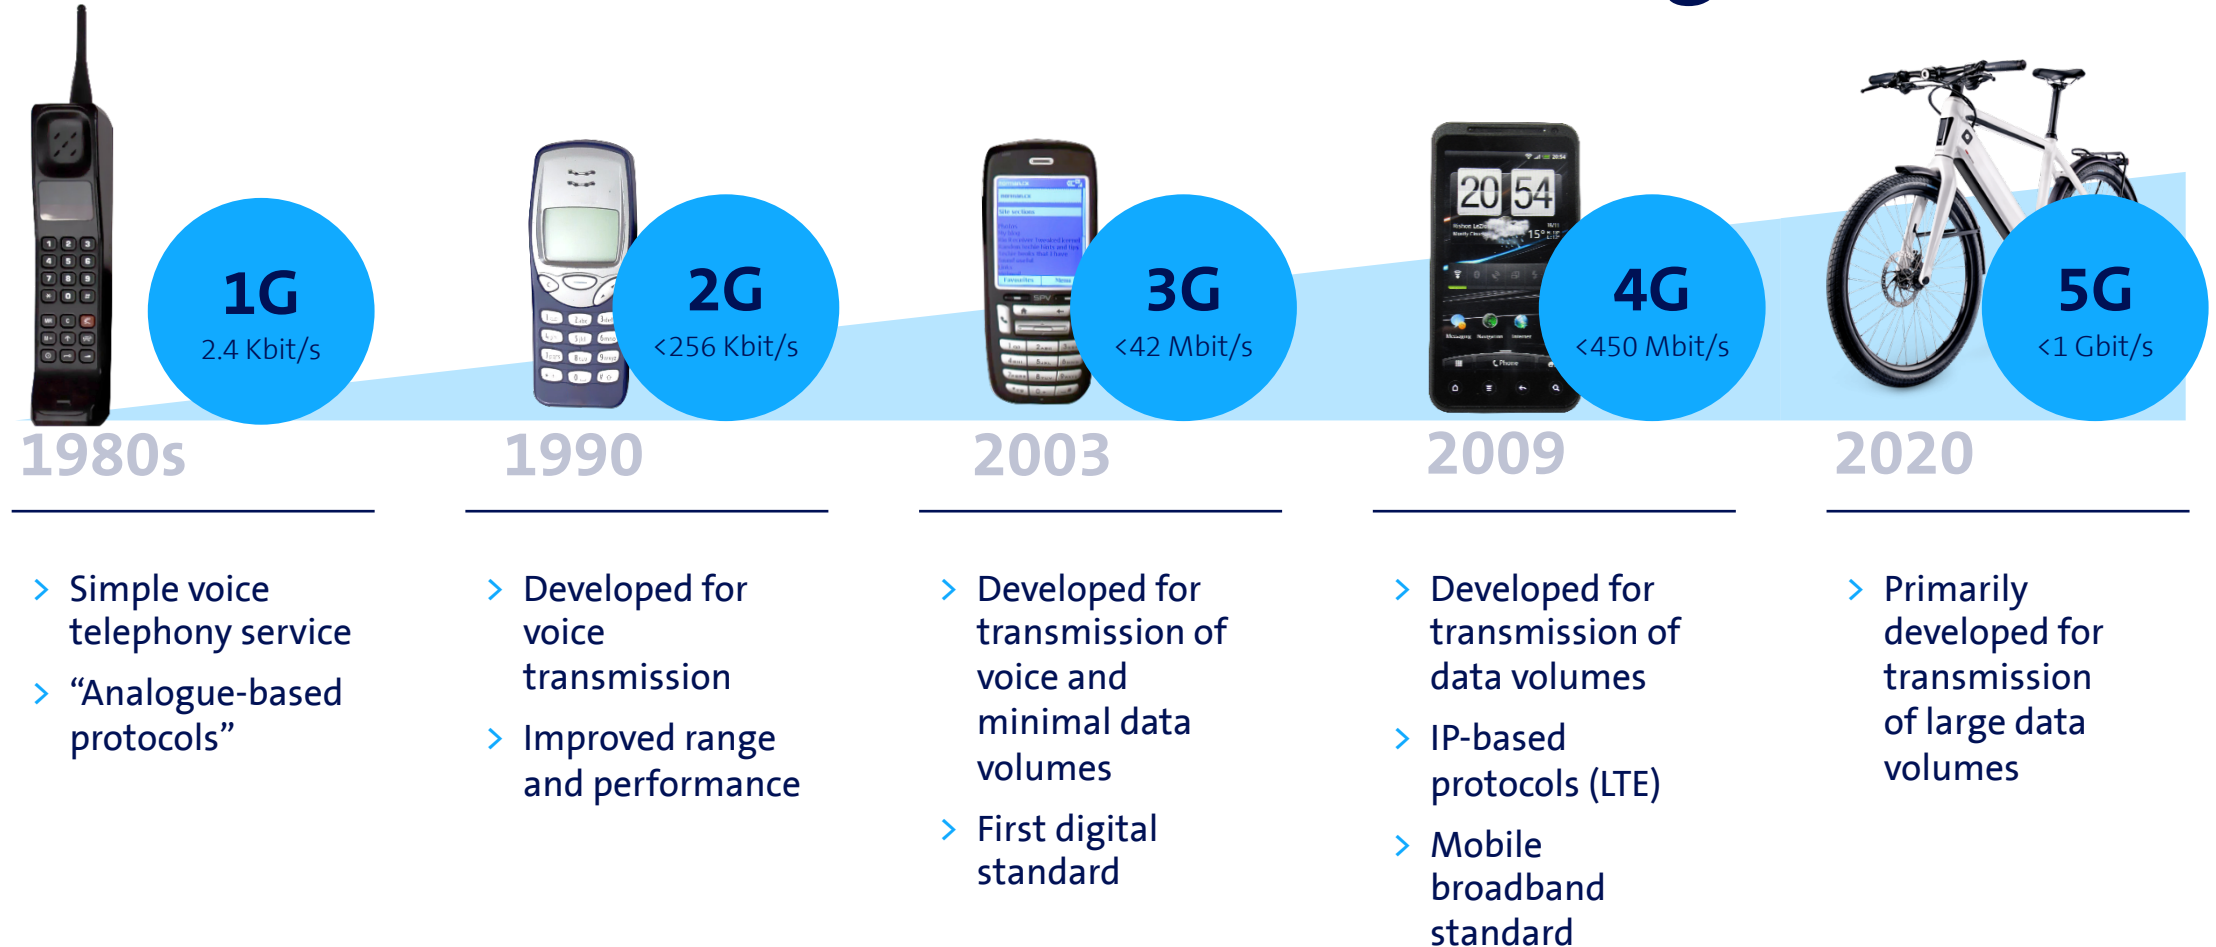 1G
2.4 Kbit/s
2G
<256 Kbit/s
3G
<42 Mbit/s
4G
<450 Mbit/s
5G
<1 Gbit/s
20 54
SPV
1980s
1990
2003
2009
2020
> Simple voice
telephony service
> “Analogue-based
protocols”
> Developed for
voice
transmission
> Improved range
and performance
> Developed for
transmission of
voice and
minimal data
volumes
> First digital
standard
> Developed for
transmission of
data volumes
> IP-based
protocols (LTE)
> Mobile
broadband
standard
> Primarily
developed for
transmission
of large data
volumes